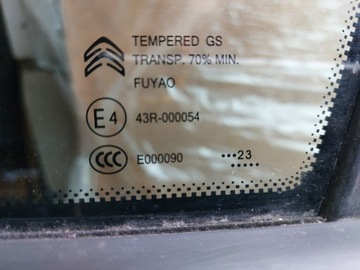 TEMPERED GS
TRANSP. 70% MIN.
FUYAO
E4 43R-000054
CCC E000090 ···23